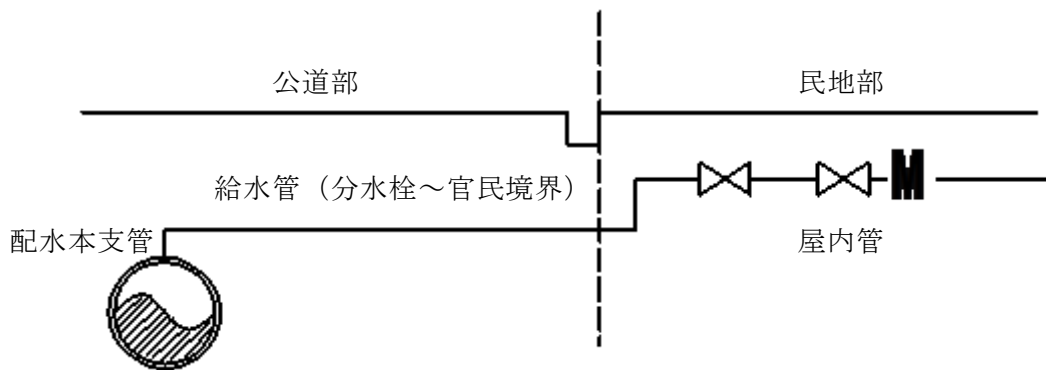 公道部
民地部
給水管（分水栓～官民境界）
M
配水本支管
屋内管